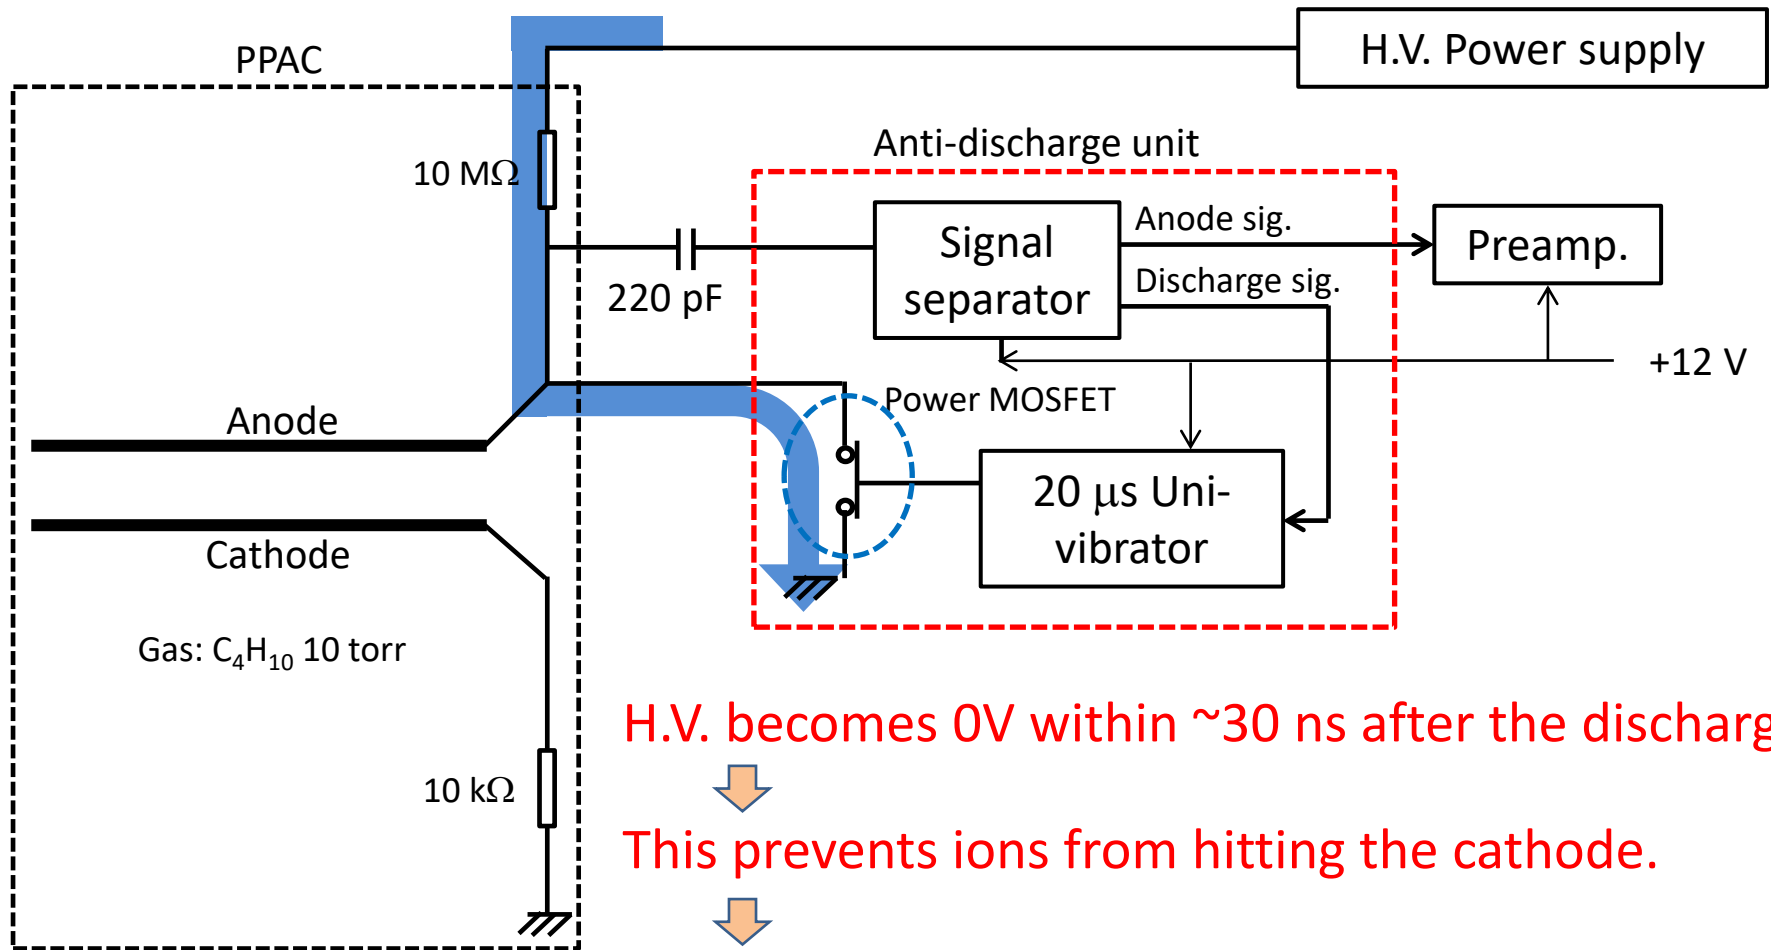 H.V. Power supply
PPAC
Anti-discharge unit
10 MΩ
Signal
separator
Anode sig.
Preamp.
Discharge sig.
220 pF
+12 V
Power MOSFET
Anode
20 μs Uni-
vibrator
Cathode
Gas: C₄H₁₀ 10 torr
H.V. becomes 0V within ~30 ns after the discharg
10 kΩ
This prevents ions from hitting the cathode.